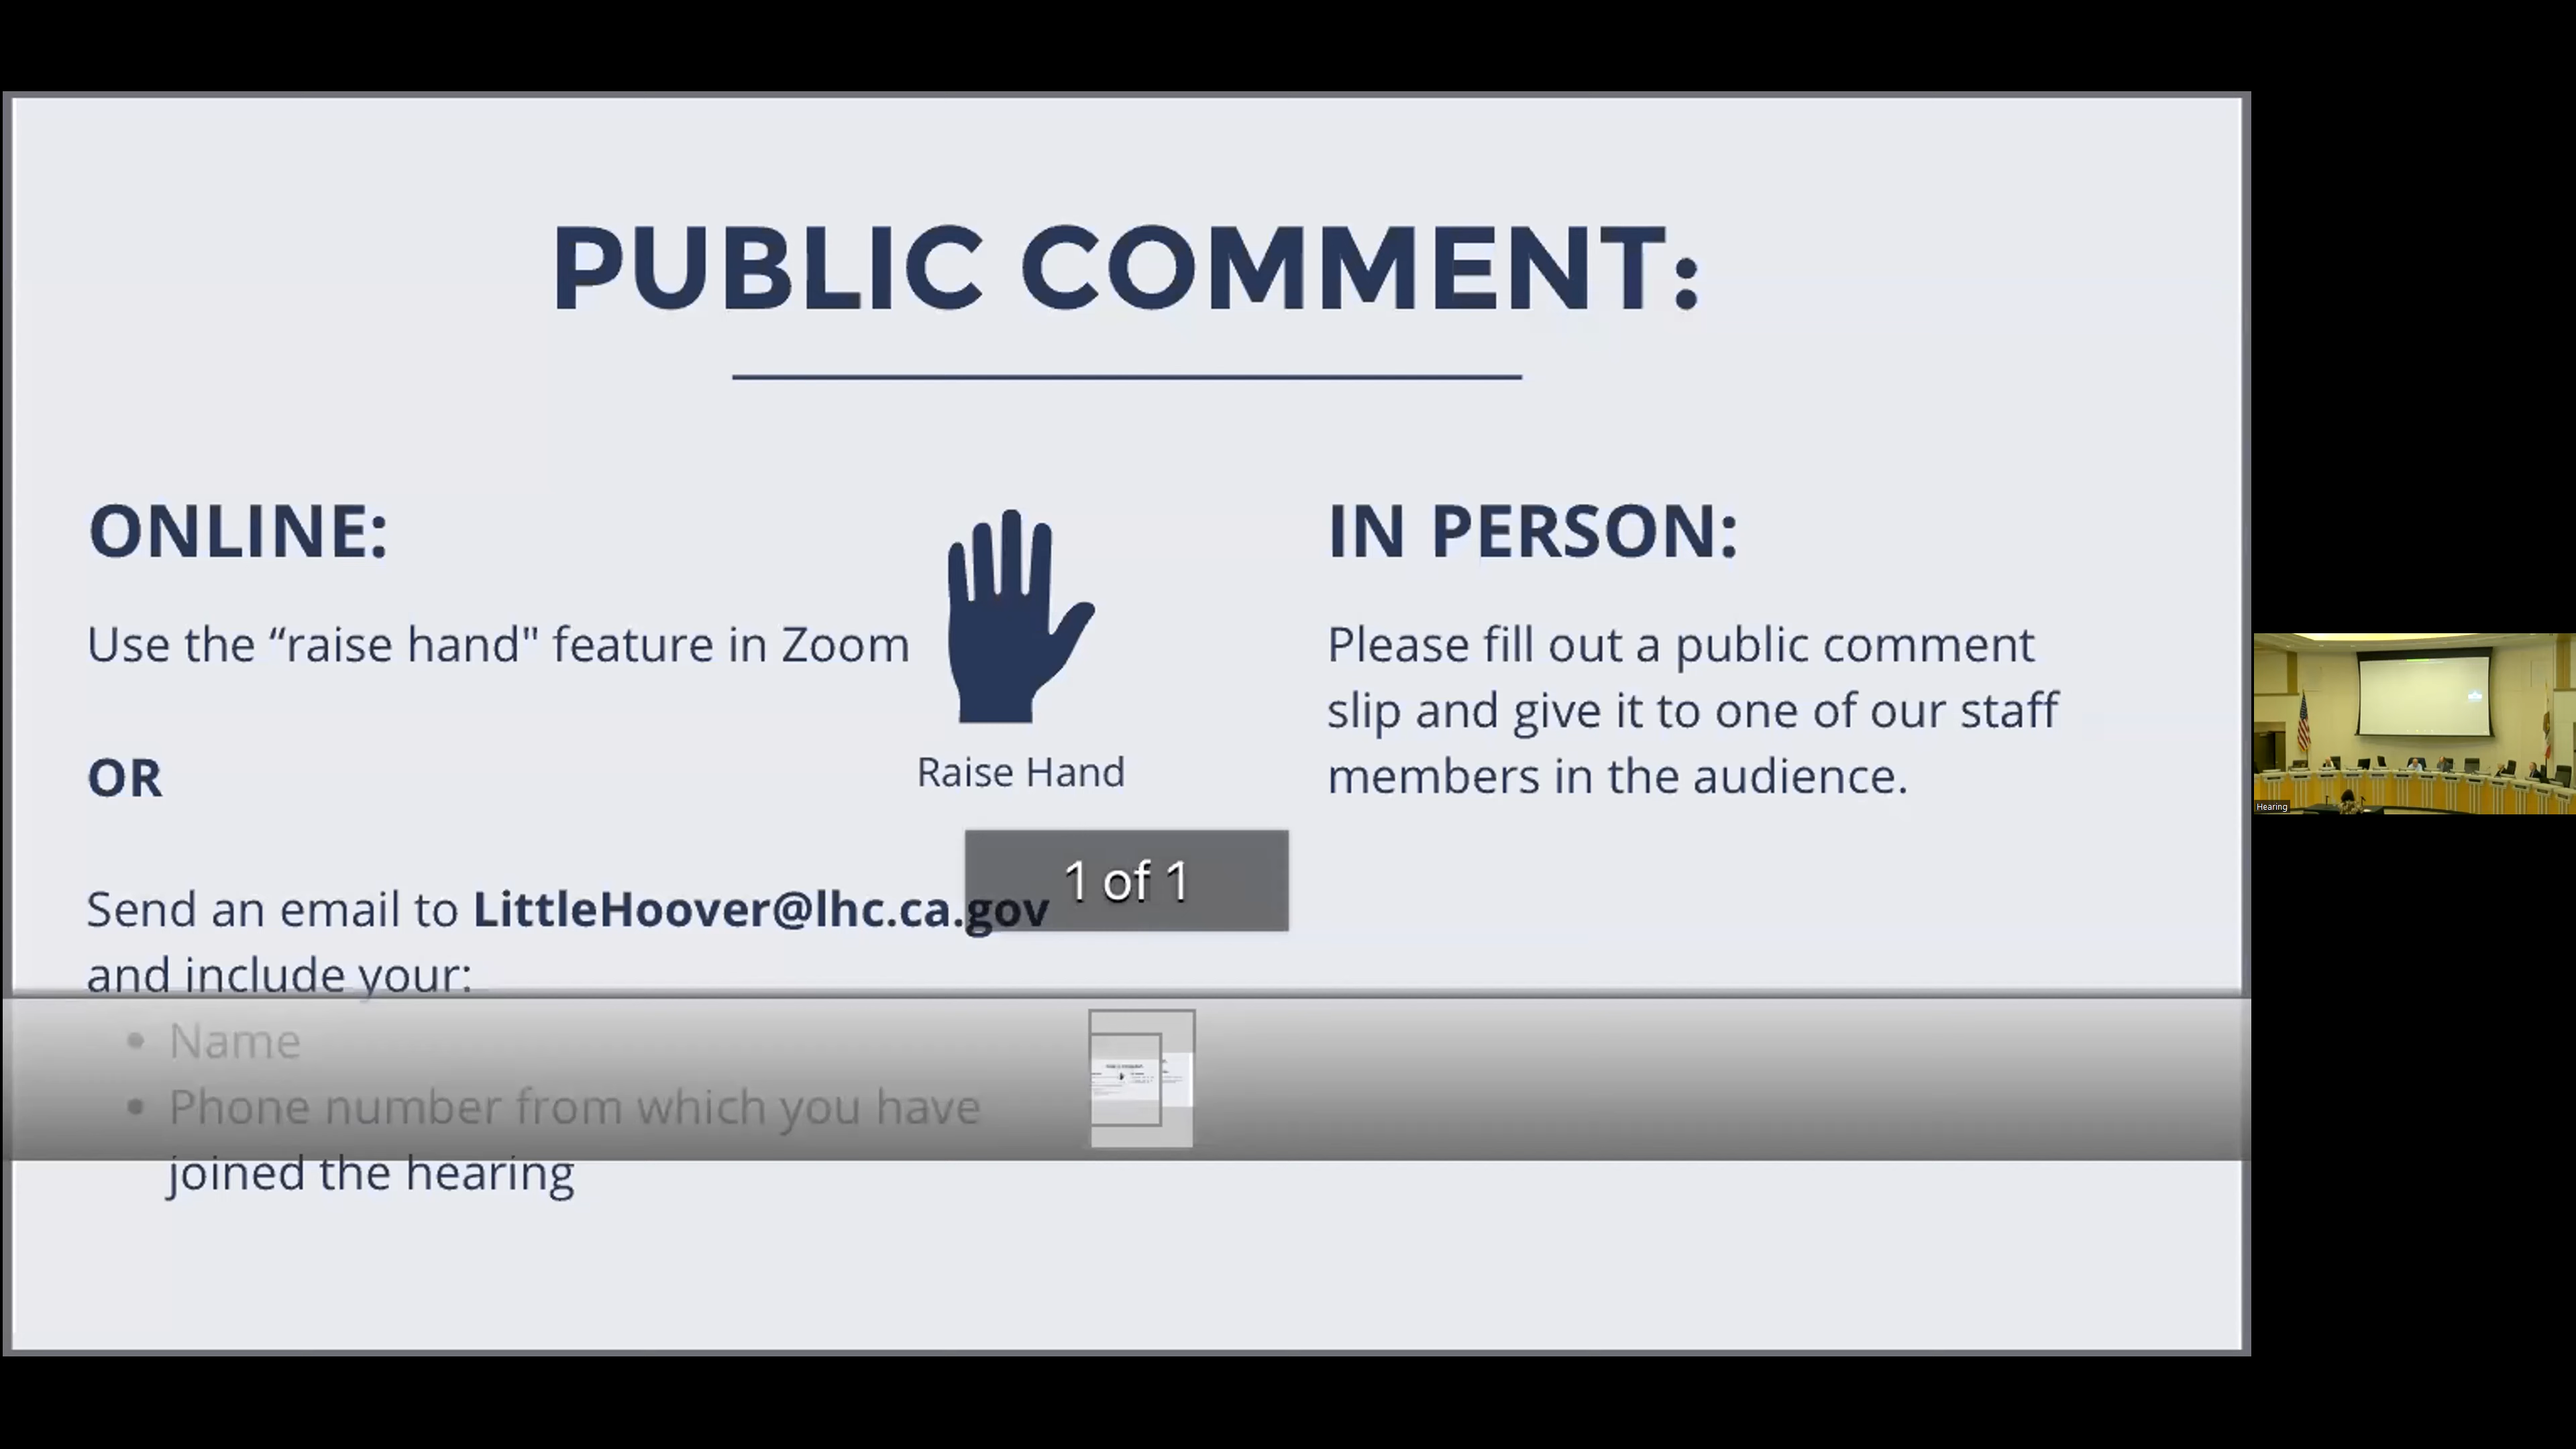 PUBLIC COMMENT:
ONLINE:
Use the “raise hand" feature in Zoom
Raise Hand
OR
Send an email to LittleHoover@lhc.ca.gov
and include your:
• Name
• Phone number from which you have
joined the hearing
IN PERSON:
Please fill out a public comment
slip and give it to one of our staff
members in the audience.
1 of 1
Hearing